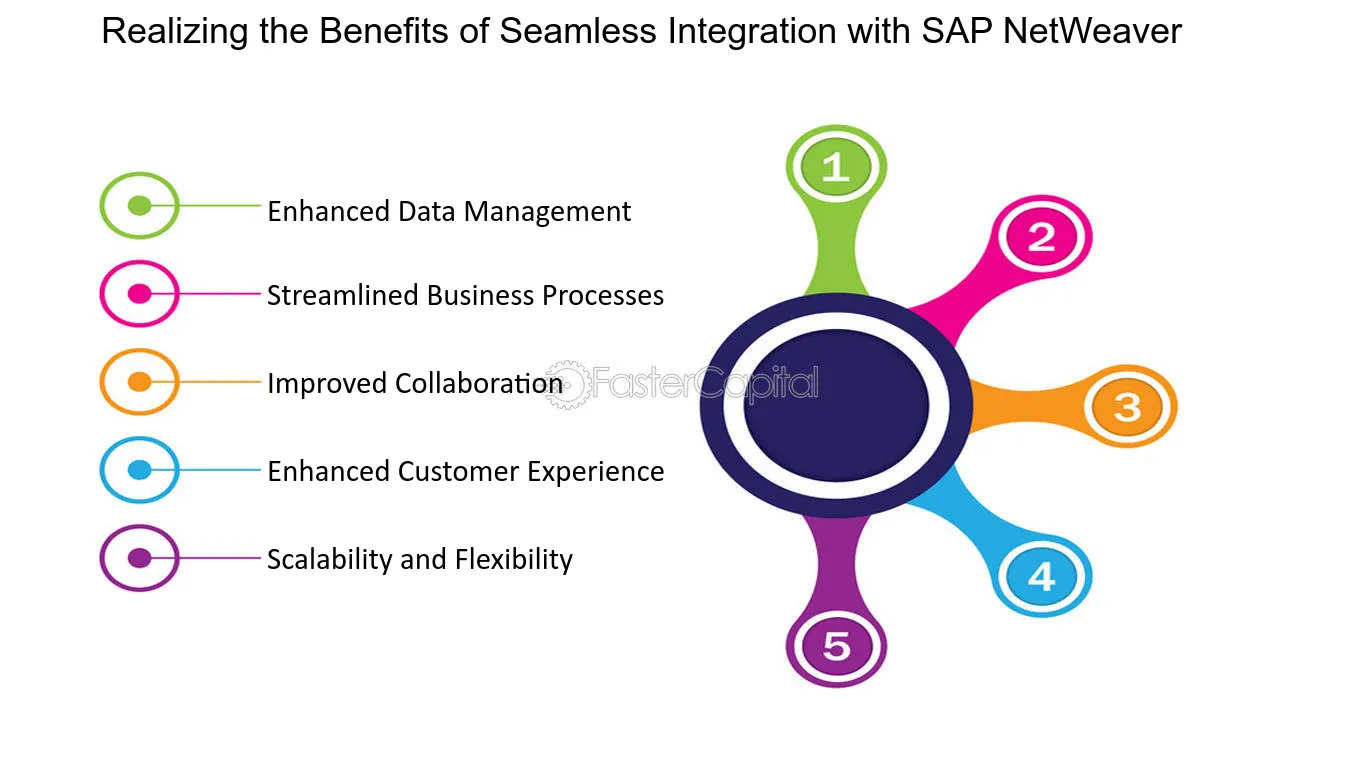 Realizing the Benefits of Seamless Integration with SAP NetWeaver
Enhanced Data Management
Streamlined Business Processes
Improved Collaboration
Enhanced Customer Experience
Scalability and Flexibility
FasterCapital
1
2
3
4
5